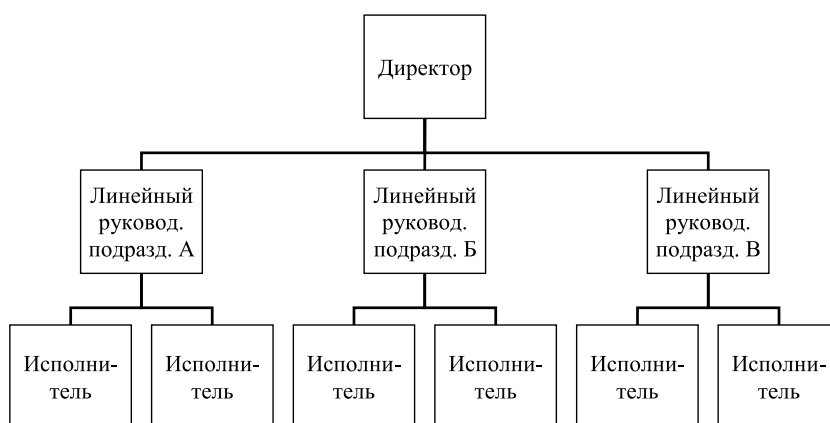 Директор
Линейный
руковод.
подразд. А
Линейный
руковод.
подразд. Б
Линейный
руковод.
подразд. В
Исполни-
тель
Исполни-
тель
Исполни-
тель
Исполни-
тель
Исполни-
тель
Исполни-
тель